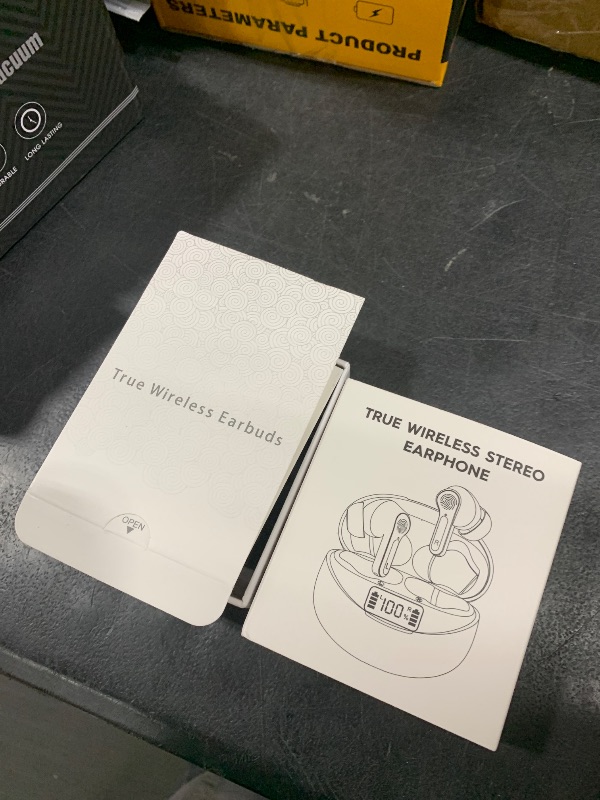 PRODUCT PARAMETERS
LONG LASTING
True Wireless Earbuds
OPEN
TRUE WIRELESS STEREO
EARPHONE
L
R
100
%